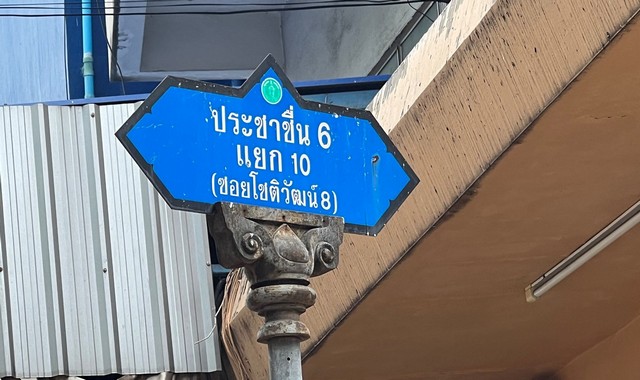 ประชาชื่น 6
แยก 10
(ซอยโชติวัฒน์ 8)